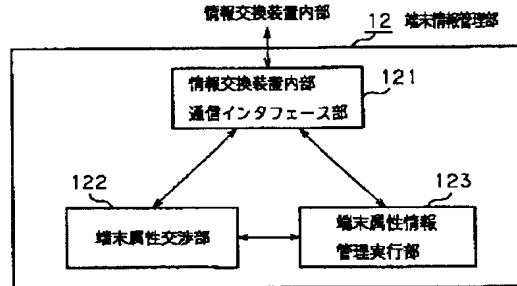 情報交換装置内部
12 端末情報管理部
情報交換装置内部
通信インタフェース部
121
122
端末属性交渉部
123
端末属性情報
管理実行部